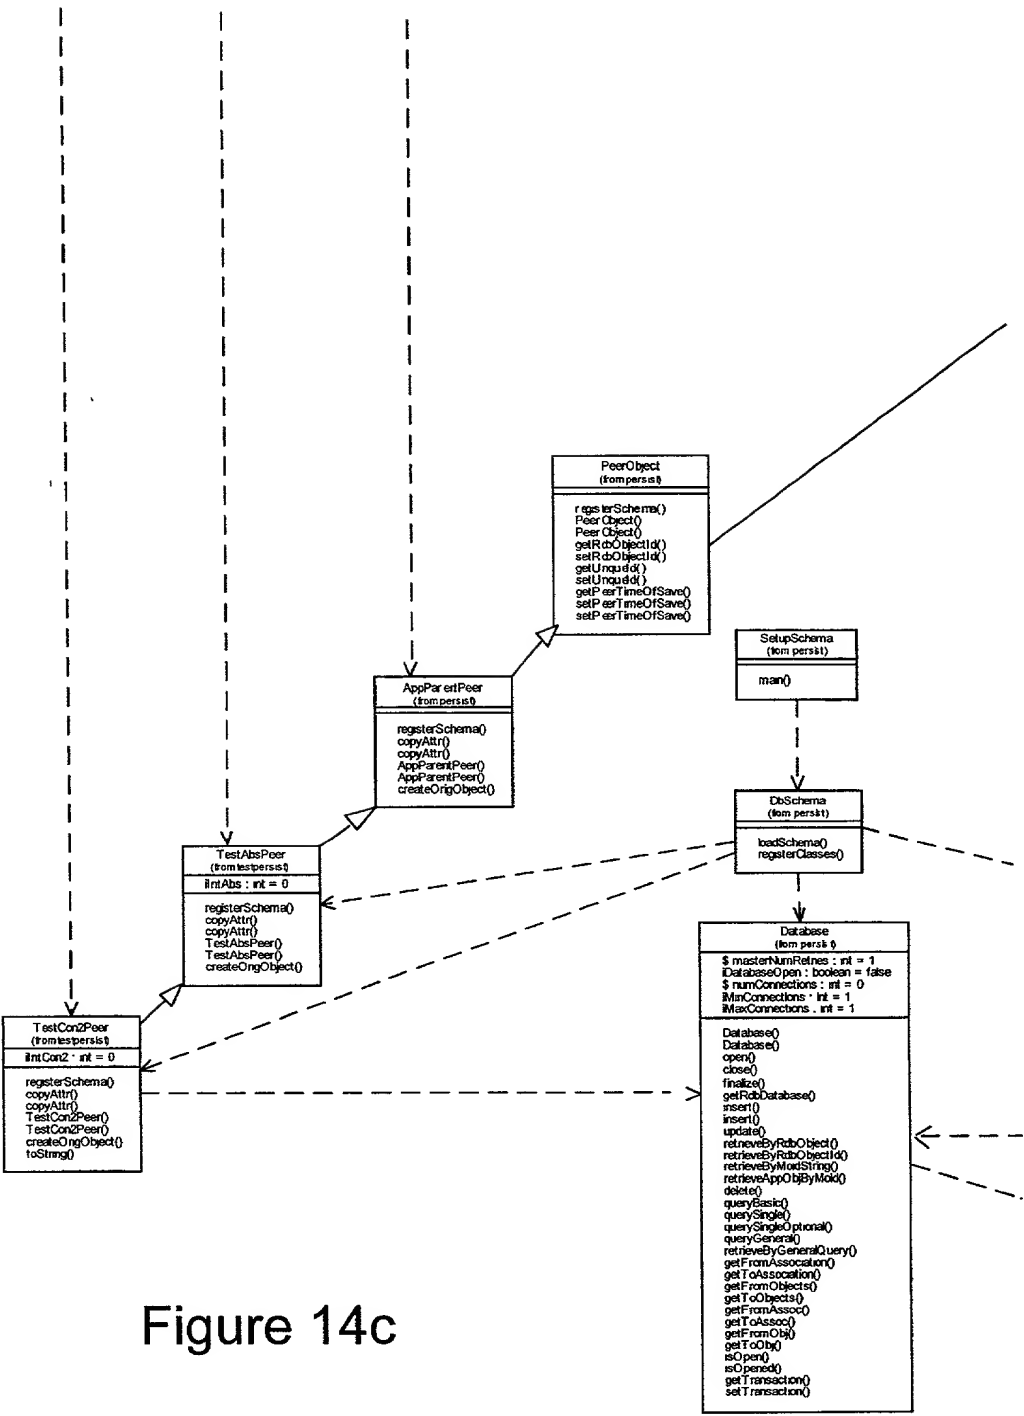 PeerObject
(from persist)
registerSchema()
PeerObject()
PeerObject()
getRdbObjectId()
setRdbObjectId()
getUniqueId()
setUniqueId()
getPeerTimeOfSave()
setPeerTimeOfSave()
setPeerTimeOfSave()
SetupSchema
(from persist)
main()
AppParentPeer
(from persist)
registerSchema()
copyAttr()
copyAttr()
AppParentPeer()
AppParentPeer()
createOrigObject()
DbSchema
(from persist)
loadSchema()
registerClasses()
TestAbsPeer
(from testpersist)
iIntAbs : int = 0
registerSchema()
copyAttr()
copyAttr()
TestAbsPeer()
TestAbsPeer()
createOrigObject()
Database
(from persist)
$ masterNumRetries : int = 1
iDatabaseOpen : boolean = false
$ numConnections : int = 0
iMinConnections : int = 1
iMaxConnections : int = 1
Database()
Database()
open()
close()
finalize()
getRdbDatabase()
insert()
insert()
update()
retrieveByRdbObject()
retrieveByRdbObjectId()
retrieveByMoidString()
retrieveAppObjByMoid()
delete()
queryBasic()
querySingle()
querySingleOptional()
queryGeneral()
retrieveByGeneralQuery()
getFromAssociation()
getToAssociation()
getFromObjects()
getToObjects()
getFromAssoc()
getToAssoc()
getFromObj()
getToObj()
isOpen()
isOpened()
getTransaction()
setTransaction()
TestCon2Peer
(from testpersist)
iIntCon2 : int = 0
registerSchema()
copyAttr()
copyAttr()
TestCon2Peer()
TestCon2Peer()
createOrigObject()
toString()
Figure 14c